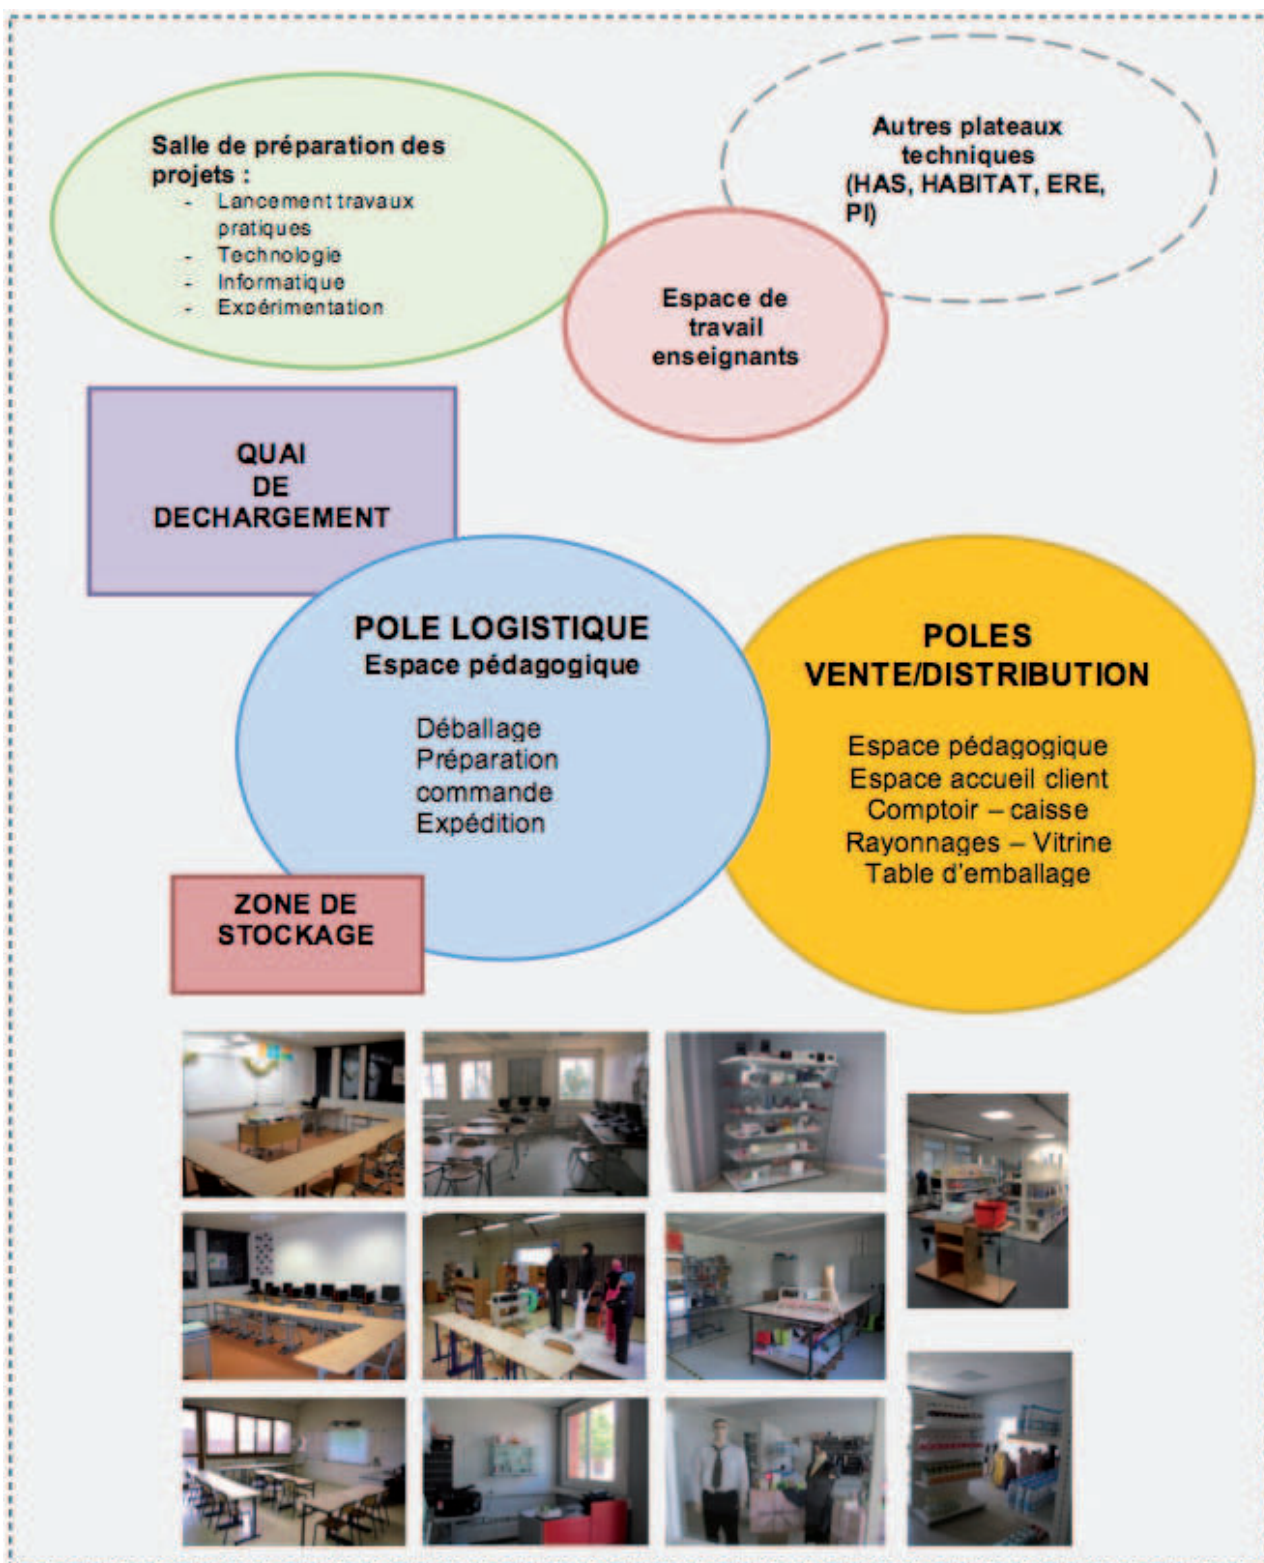 Salle de préparation des
projets :
- Lancement travaux
pratiques
- Technologie
- Informatique
- Expérimentation
Autres plateaux
techniques
(HAS, HABITAT, ERE,
PI)
Espace de
travail
enseignants
QUAI
DE
DECHARGEMENT
POLE LOGISTIQUE
Espace pédagogique
Déballage
Préparation
commande
Expédition
POLES
VENTE/DISTRIBUTION
Espace pédagogique
Espace accueil client
Comptoir – caisse
Rayonnages – Vitrine
Table d'emballage
ZONE DE
STOCKAGE